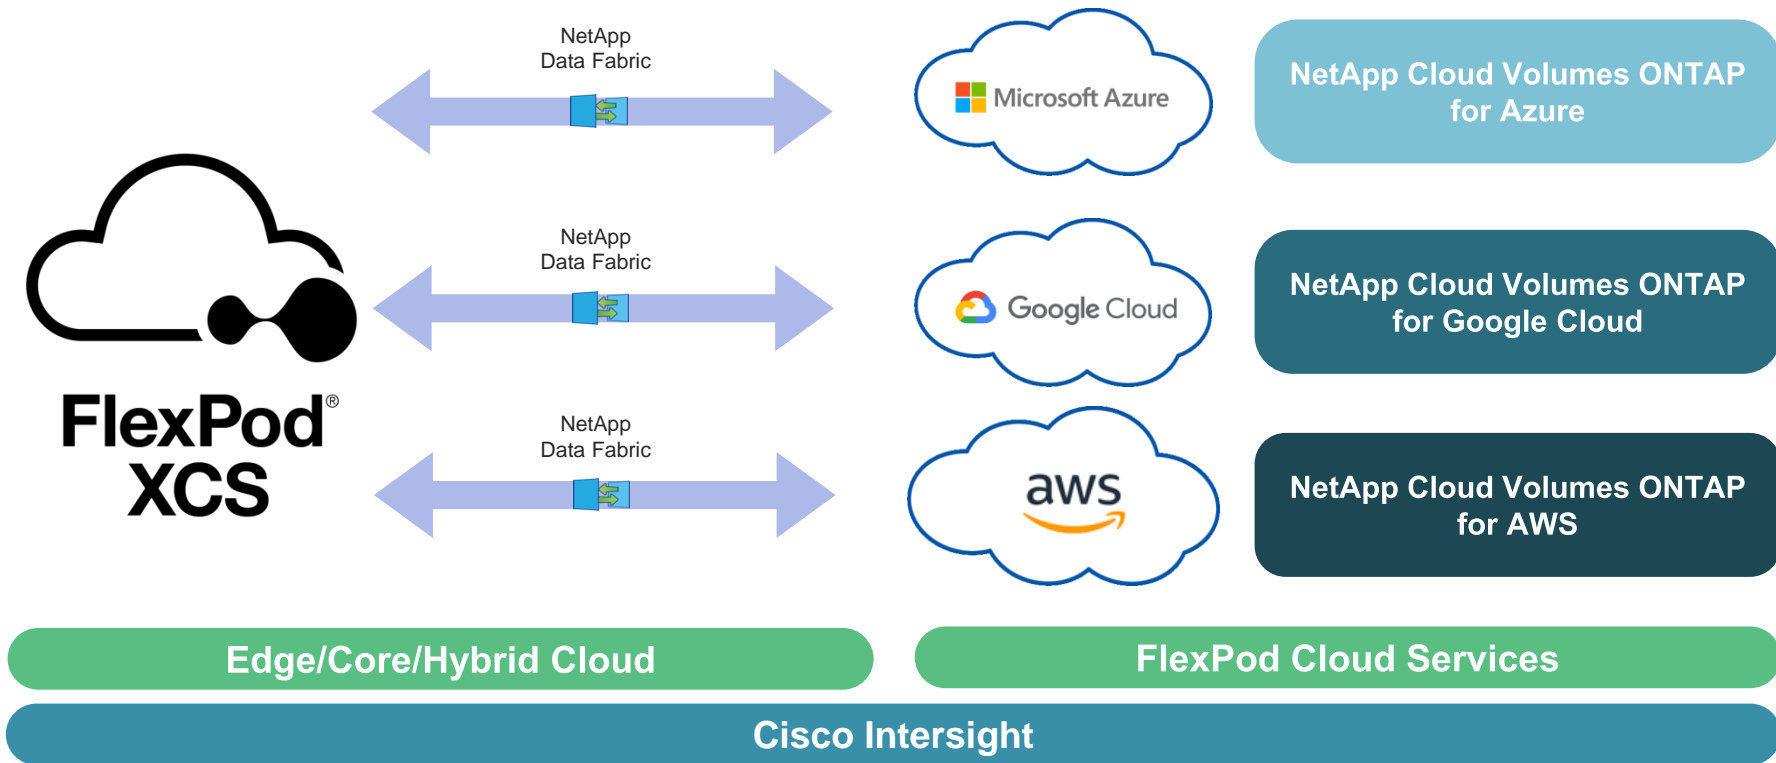 NetApp
Data Fabric
Microsoft Azure
NetApp Cloud Volumes ONTAP
for Azure
NetApp
Data Fabric
Google Cloud
NetApp Cloud Volumes ONTAP
for Google Cloud
FlexPod®
XCS
NetApp
Data Fabric
aws
NetApp Cloud Volumes ONTAP
for AWS
Edge/Core/Hybrid Cloud
FlexPod Cloud Services
Cisco Intersight